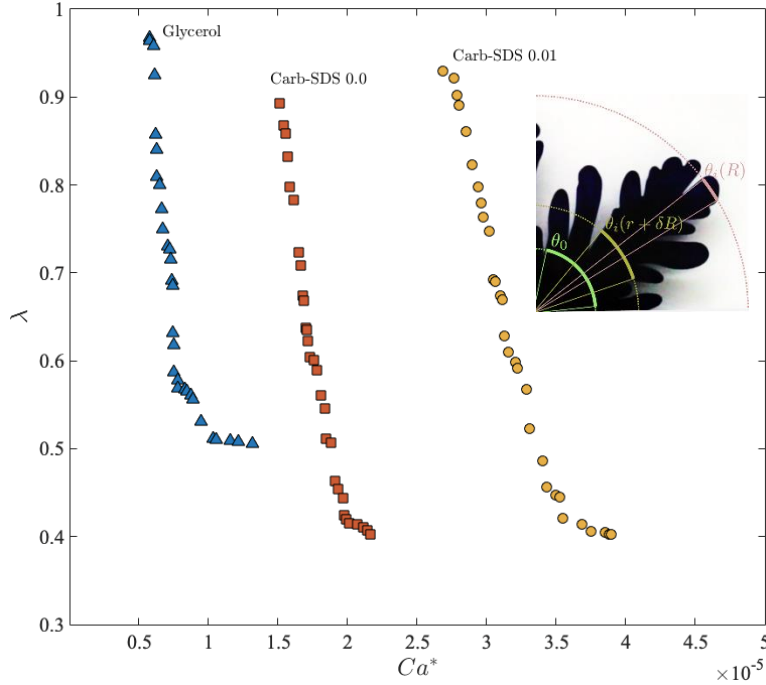 1
Glycerol
Carb-SDS 0.01
Carb-SDS 0.0
0.9
θᵢ(R)
0.8
θᵢ(r + δR)
θ₀
0.7
λ
0.6
0.5
0.4
0.3
0.5 1 1.5 2 2.5 3 3.5 4 4.5 5
Ca* ×10⁻⁵